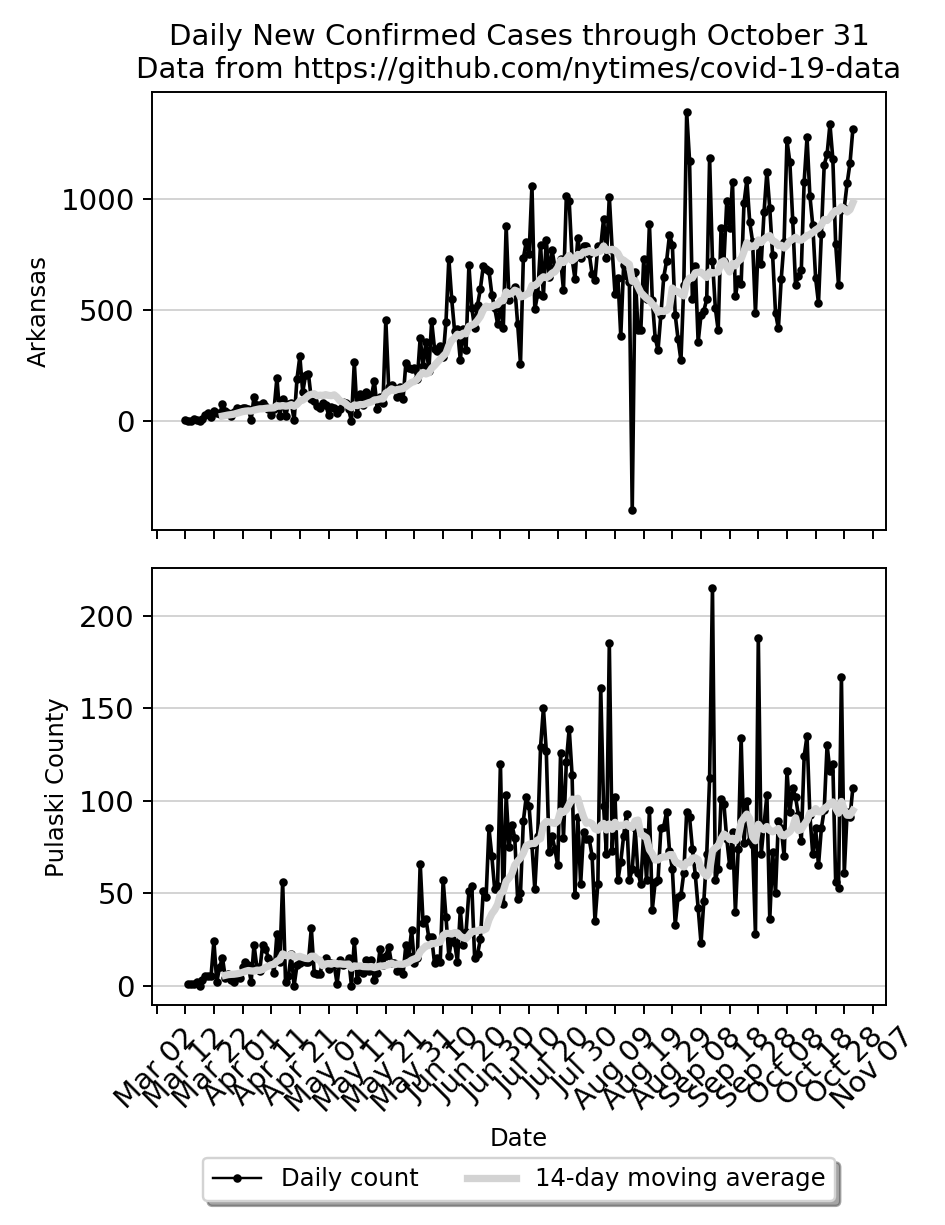 Daily New Confirmed Cases through October 31
Data from https://github.com/nytimes/covid-19-data
Arkansas
1000
500
0
Pulaski County
200
150
100
50
0
Mar 02
Mar 12
Mar 22
Apr 01
Apr 11
Apr 21
May 01
May 11
May 21
May 31
Jun 10
Jun 20
Jun 30
Jul 10
Jul 20
Jul 30
Aug 09
Aug 19
Aug 29
Sep 08
Sep 18
Sep 28
Oct 08
Oct 18
Oct 28
Nov 07
Date
Daily count
14-day moving average